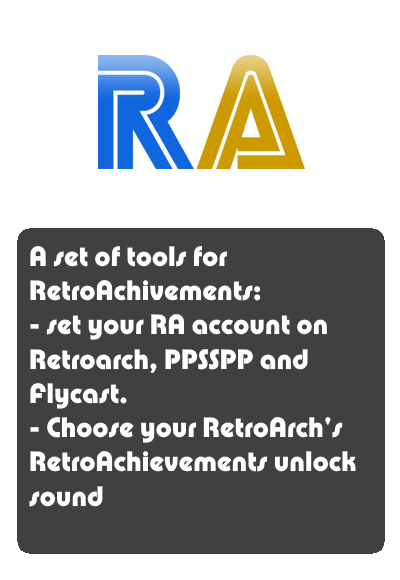 RA
A set of tools for
RetroAchivements:
- set your RA account on
Retroarch, PPSSPP and
Flycast.
- Choose your RetroArch's
RetroAchievements unlock
sound